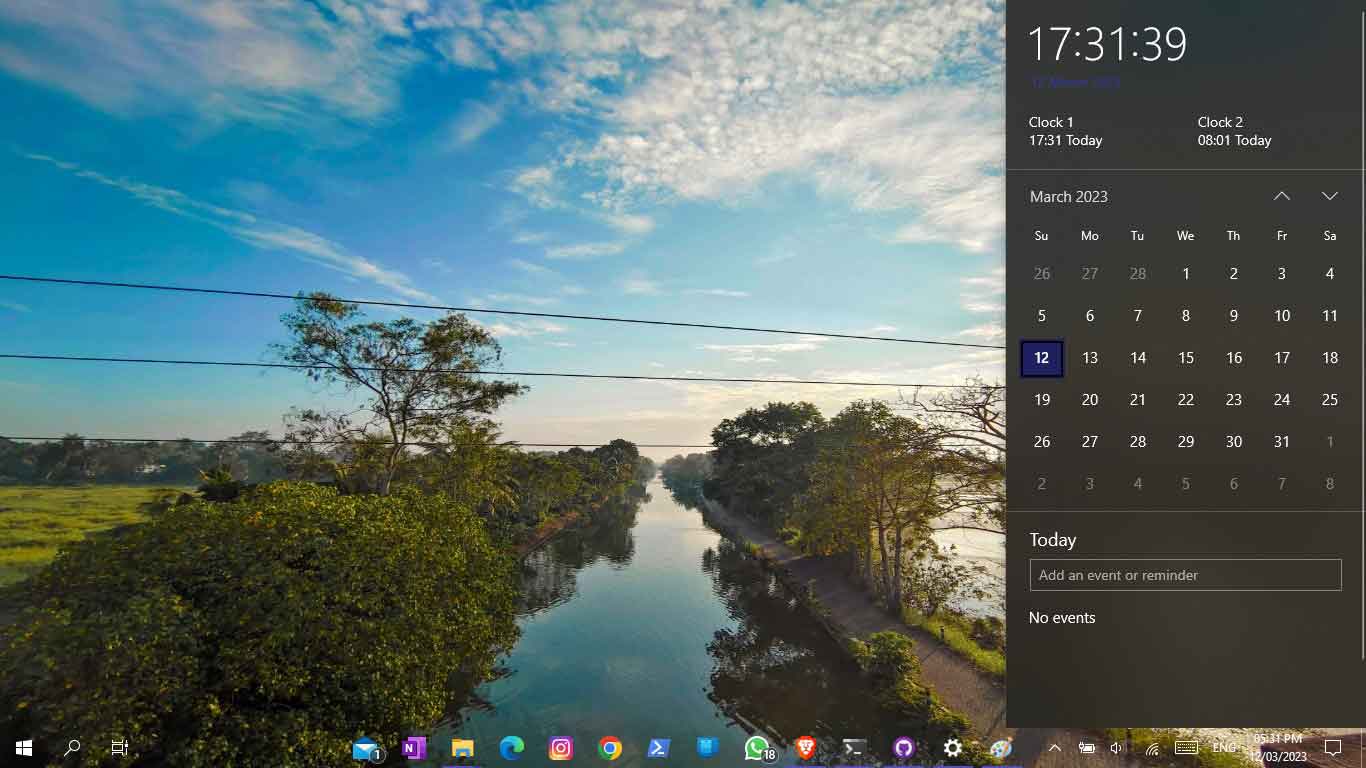 17:31:39
12 March 2023
Clock 1
17:31 Today
Clock 2
08:01 Today
March 2023
Su Mo Tu We Th Fr Sa
26 27 28 1 2 3 4
5 6 7 8 9 10 11
12 13 14 15 16 17 18
19 20 21 22 23 24 25
26 27 28 29 30 31 1
2 3 4 5 6 7 8
Today
Add an event or reminder
No events
1
N
18
ENG
05:31 PM
12/03/2023